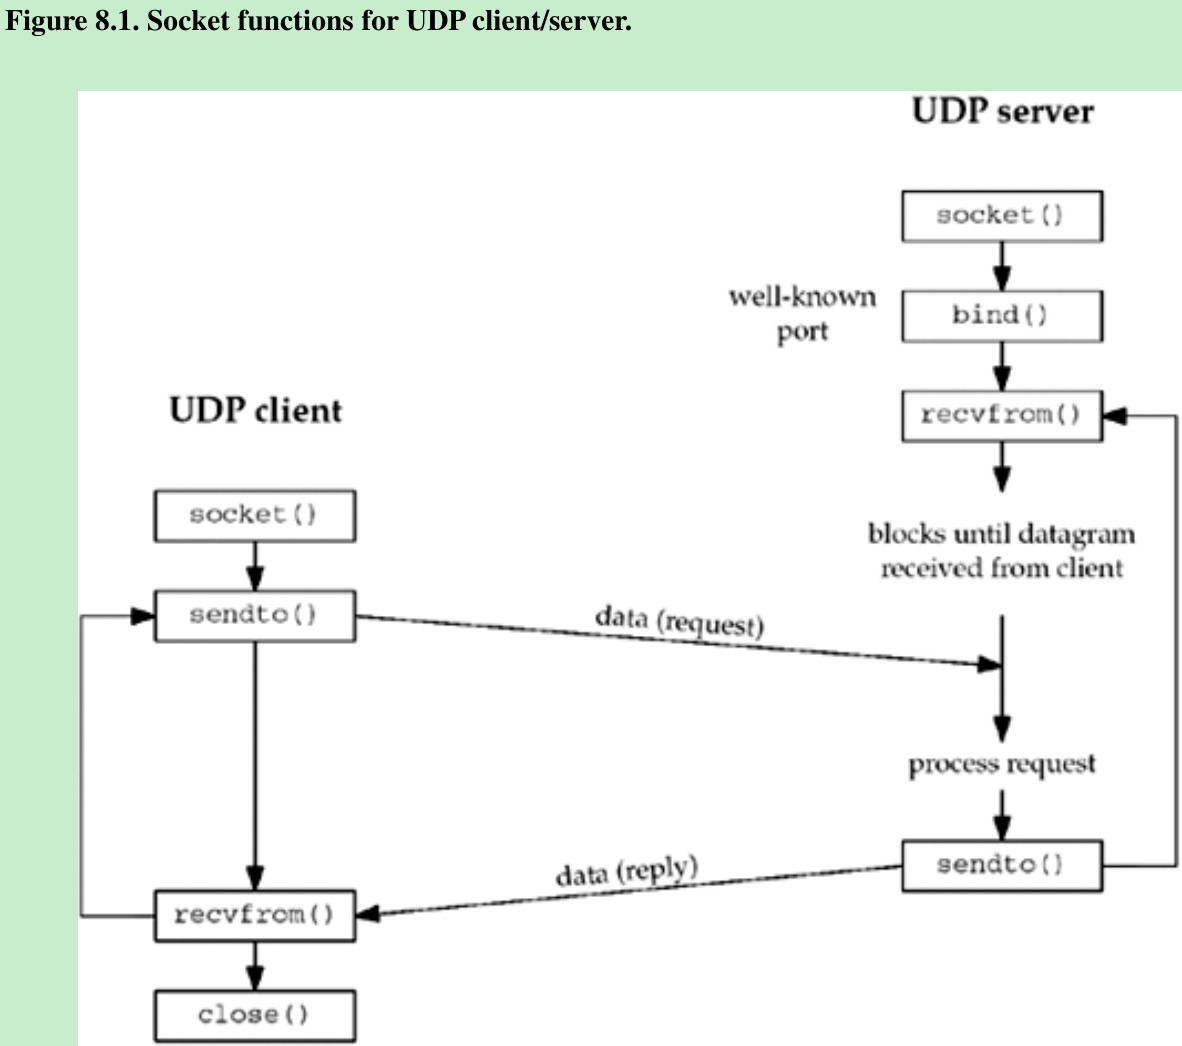 Figure 8.1. Socket functions for UDP client/server.
UDP server
socket()
well-known
port
bind()
recvfrom()
UDP client
socket()
blocks until datagram
received from client
sendto()
data (request)
process request
sendto()
data (reply)
recvfrom()
close()